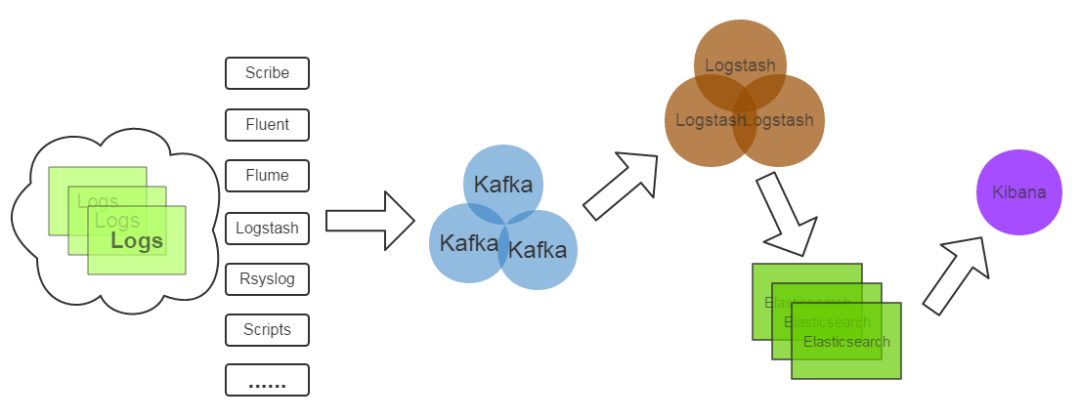 Logs
Logs
Logs
Scribe
Fluent
Flume
Logstash
Rsyslog
Scripts
......
Kafka
Kafka
Kafka
Logstash
Logstash
Logstash
Elasticsearch
Elasticsearch
Elasticsearch
Kibana